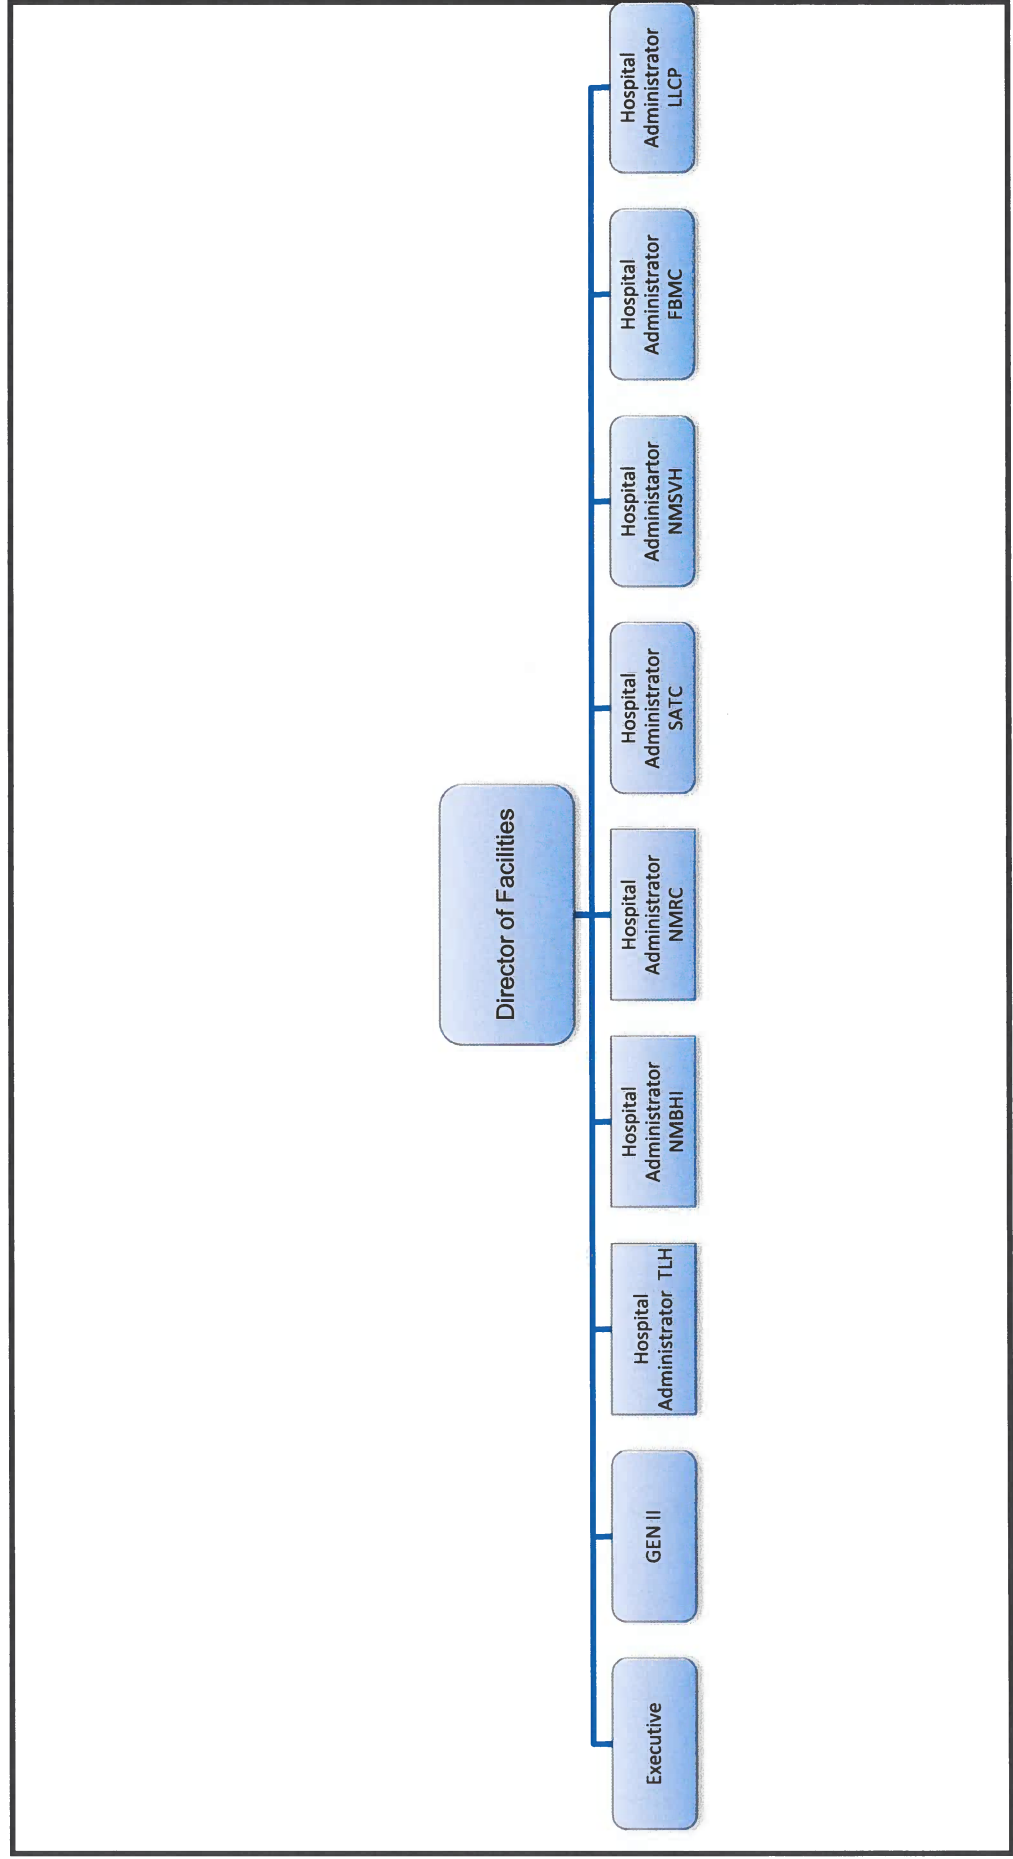 Director of Facilities
Executive
GEN II
Hospital
Administrator TLH
Hospital
Administrator
NMBHI
Hospital
Administrator
NMRC
Hospital
Administrator
SATC
Hospital
Administartor
NMSVH
Hospital
Administrator
FBMC
Hospital
Administrator
LLCP